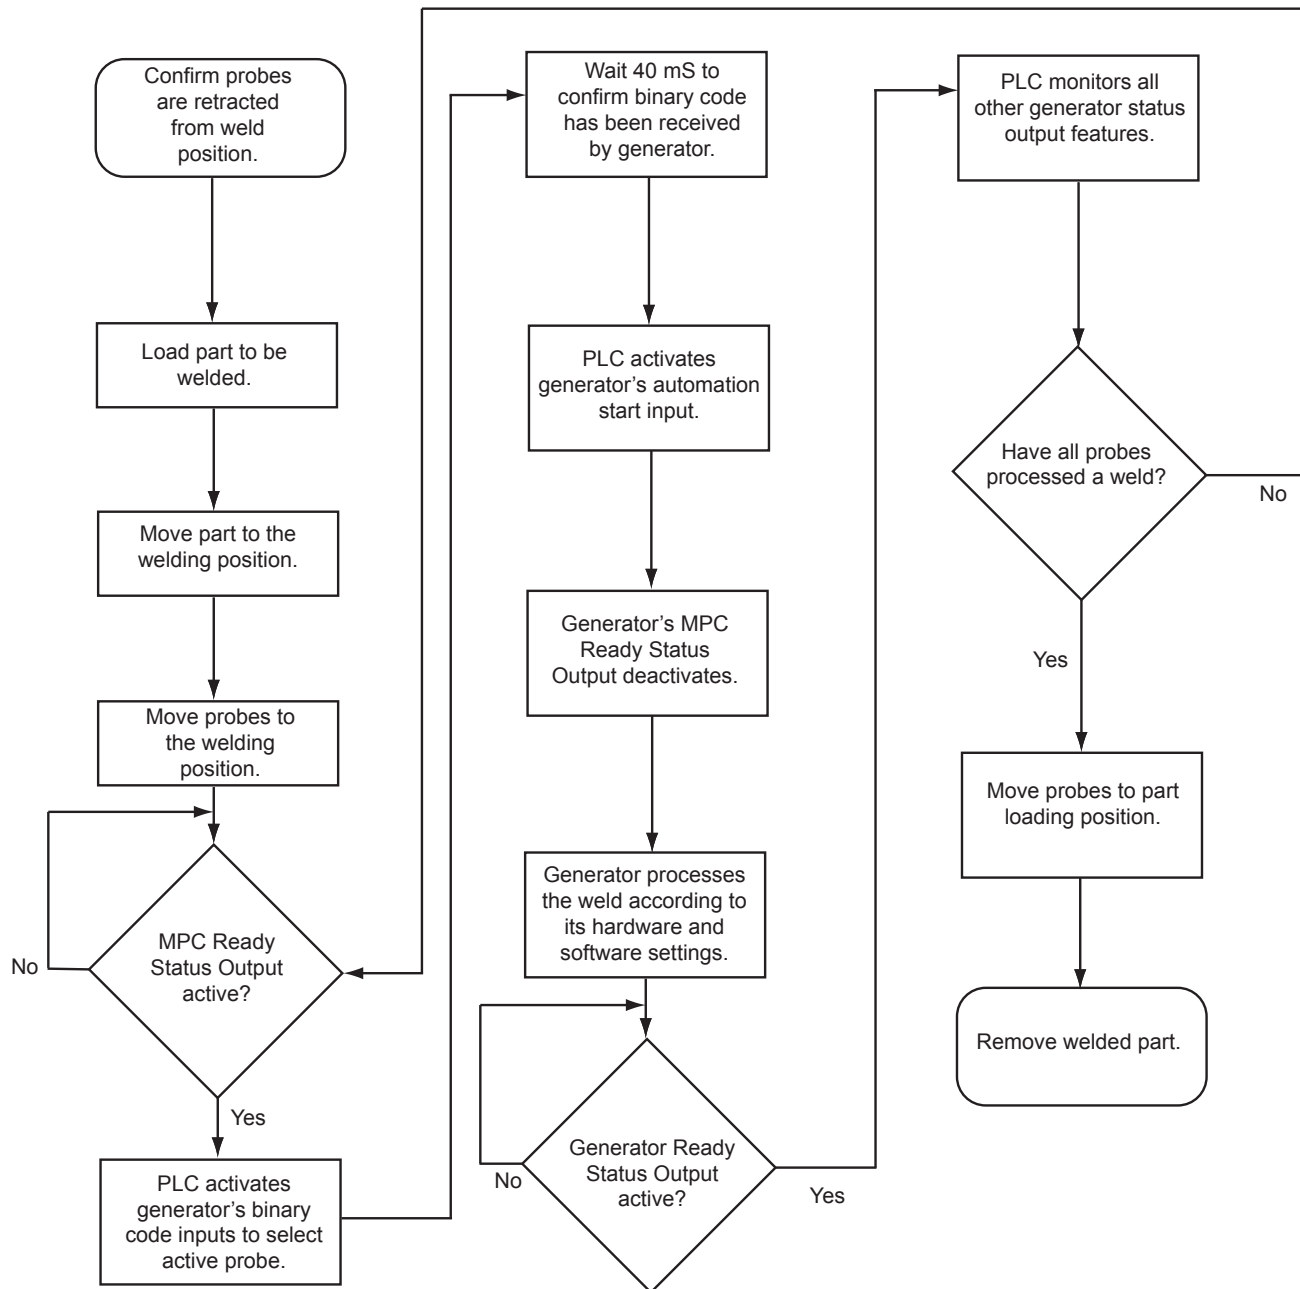 Confirm probes
are retracted
from weld
position.
Load part to be
welded.
Move part to the
welding position.
Move probes to
the welding
position.
MPC Ready
Status Output
active?
No
Yes
PLC activates
generator's binary
code inputs to select
active probe.
Wait 40 mS to
confirm binary code
has been received
by generator.
PLC activates
generator's automation
start input.
Generator's MPC
Ready Status
Output deactivates.
Generator processes
the weld according to
its hardware and
software settings.
Generator Ready
Status Output
active?
No
Yes
PLC monitors all
other generator status
output features.
Have all probes
processed a weld?
No
Yes
Move probes to part
loading position.
Remove welded part.